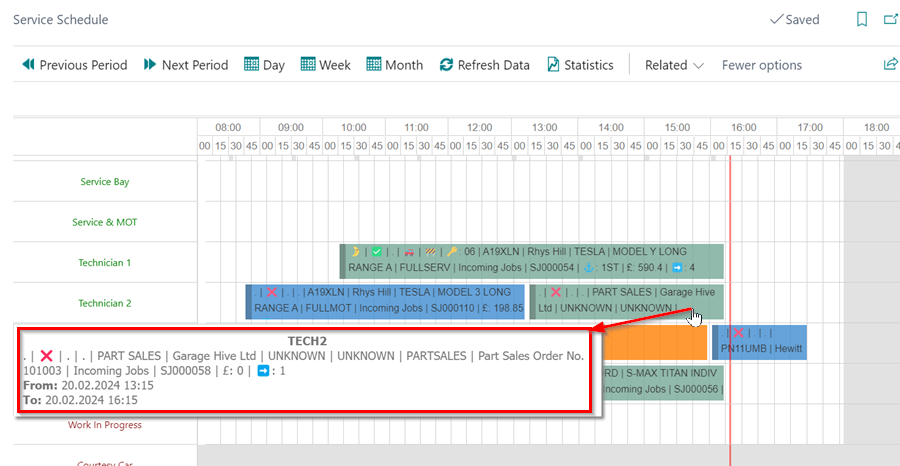 Service Schedule
✓Saved
Previous Period Next Period Day Week Month Refresh Data Statistics Related Fewer options
08:00 09:00 10:00 11:00 12:00 13:00 14:00 15:00 16:00 17:00 18:00
00 15 30 45 00 15 30 45 00 15 30 45 00 15 30 45 00 15 30 45 00 15 30 45 00 15 30 45 00 15 30 45 00 15 30 45 00 15 30 45 00 15 30
Service Bay
Service & MOT
Technician 1
🌛 | ✅ | . | 🚗 | 🚧 | 🔑: 06 | A19XLN | Rhys Hill | TESLA | MODEL Y LONG
RANGE A | FULLSERV | Incoming Jobs | SJ000054 | ⚓: 1ST | £: 590.4 | ➡: 4
Technician 2
. | ❌ | . | . | A19XLN | Rhys Hill | TESLA | MODEL 3 LONG
RANGE A | FULLMOT | Incoming Jobs | SJ000110 | £: 198.85
. | ❌ | . | . | PART SALES | Garage Hive
Ltd | UNKNOWN | UNKNOWN |
TECH2
. | ❌ | . | . | PART SALES | Garage Hive Ltd | UNKNOWN | UNKNOWN | PARTSALES | Part Sales Order No.
101003 | Incoming Jobs | SJ000058 | £: 0 | ➡: 1
From: 20.02.2024 13:15
To: 20.02.2024 16:15
. | ❌ | . | . |
PN11UMB | Hewitt
RD | S-MAX TITAN INDIV
ncoming Jobs | SJ000056 |
Work In Progress
Courtesy Car